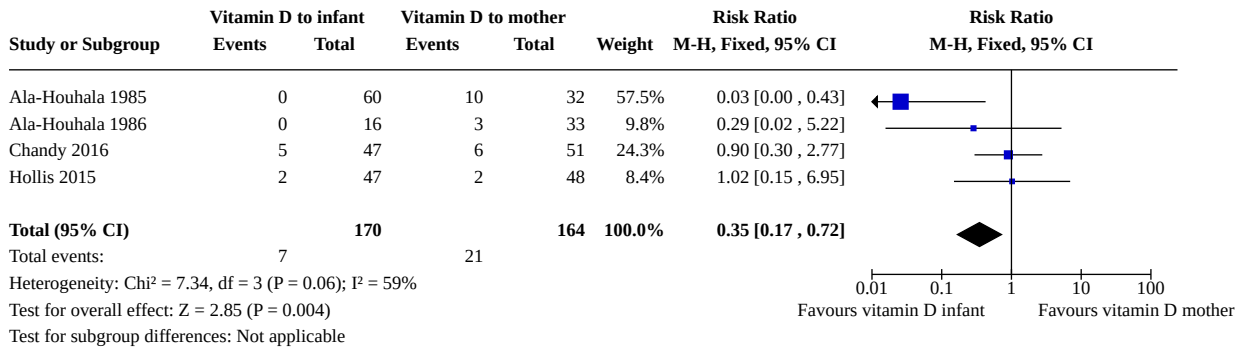 Vitamin D to infant Vitamin D to mother Risk Ratio Risk Ratio
Study or Subgroup Events Total Events Total Weight M-H, Fixed, 95% CI M-H, Fixed, 95% CI
Ala-Houhala 1985 0 60 10 32 57.5% 0.03 [0.00 , 0.43]
Ala-Houhala 1986 0 16 3 33 9.8% 0.29 [0.02 , 5.22]
Chandy 2016 5 47 6 51 24.3% 0.90 [0.30 , 2.77]
Hollis 2015 2 47 2 48 8.4% 1.02 [0.15 , 6.95]
Total (95% CI) 170 164 100.0% 0.35 [0.17 , 0.72]
Total events: 7 21
Heterogeneity: Chi² = 7.34, df = 3 (P = 0.06); I² = 59%
0.01 0.1 1 10 100
Test for overall effect: Z = 2.85 (P = 0.004) Favours vitamin D infant Favours vitamin D mother
Test for subgroup differences: Not applicable